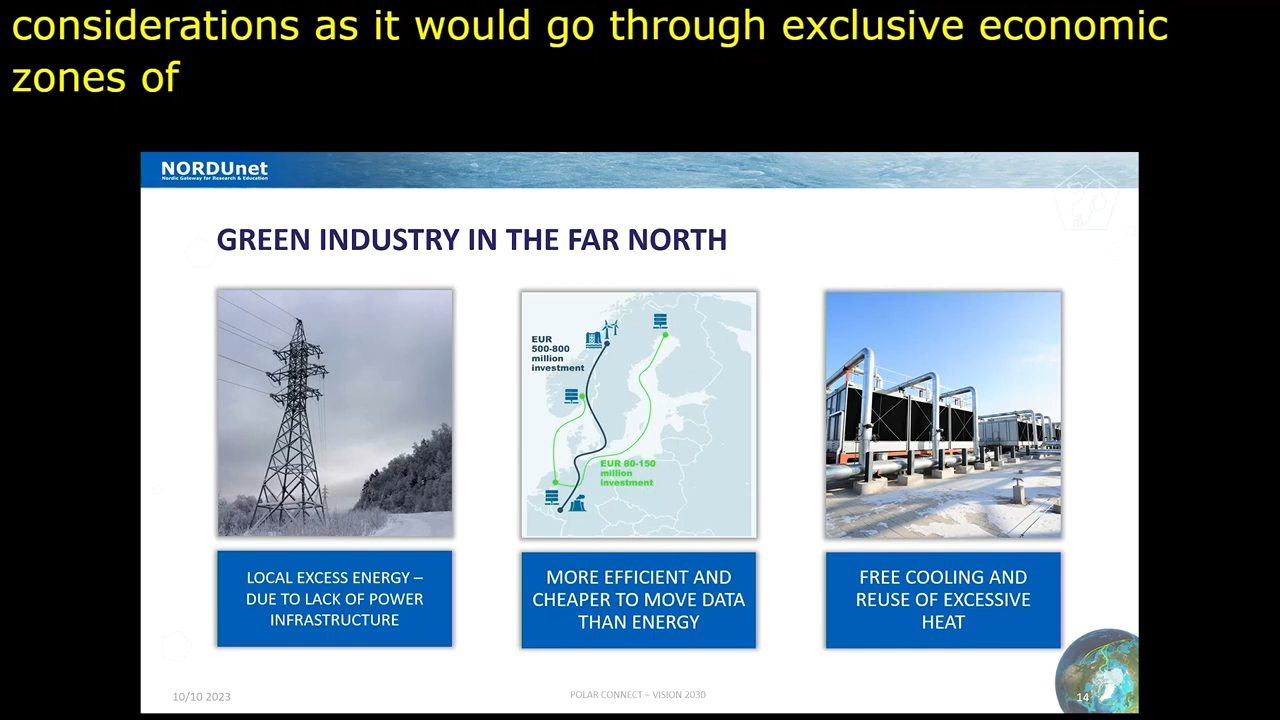 considerations as it would go through exclusive economic
zones of
NORDUnet
Nordic Gateway for Research & Education
GREEN INDUSTRY IN THE FAR NORTH
EUR
500-800
million
investment
EUR 80-150
million
investment
LOCAL EXCESS ENERGY –
DUE TO LACK OF POWER
INFRASTRUCTURE
MORE EFFICIENT AND
CHEAPER TO MOVE DATA
THAN ENERGY
FREE COOLING AND
REUSE OF EXCESSIVE
HEAT
10/10 2023
POLAR CONNECT – VISION 2030
14